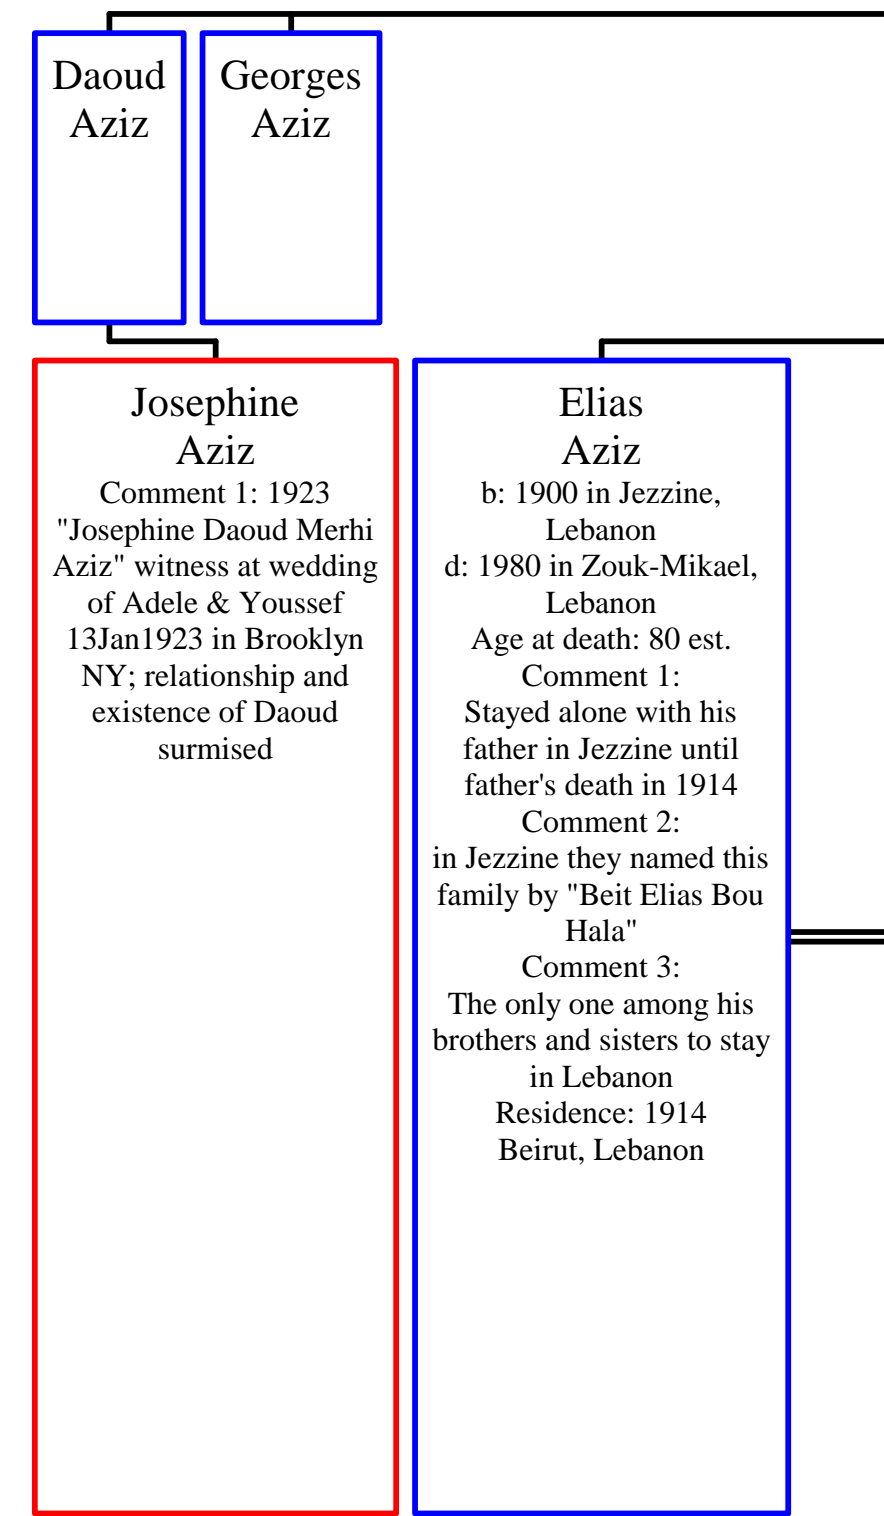 Daoud
Aziz
Georges
Aziz
Josephine
Aziz
Comment 1: 1923
"Josephine Daoud Merhi
Aziz" witness at wedding
of Adele & Youssef
13Jan1923 in Brooklyn
NY; relationship and
existence of Daoud
surmised
Elias
Aziz
b: 1900 in Jezzine,
Lebanon
d: 1980 in Zouk-Mikael,
Lebanon
Age at death: 80 est.
Comment 1:
Stayed alone with his
father in Jezzine until
father's death in 1914
Comment 2:
in Jezzine they named this
family by "Beit Elias Bou
Hala"
Comment 3:
The only one among his
brothers and sisters to stay
in Lebanon
Residence: 1914
Beirut, Lebanon